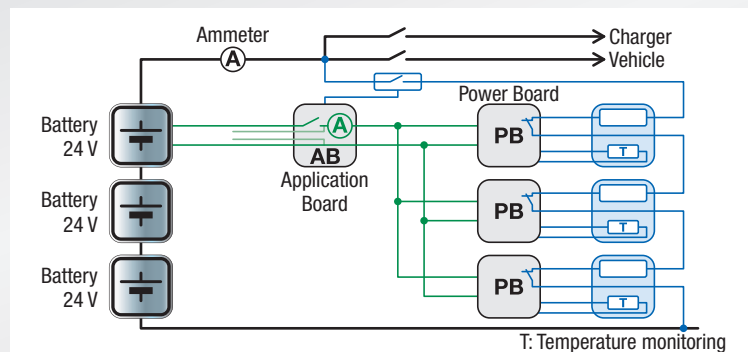 Ammeter
A
Charger
Vehicle
Power Board
Battery
24 V
A
AB
Application
Board
PB
T
Battery
24 V
PB
T
Battery
24 V
PB
T
T: Temperature monitoring